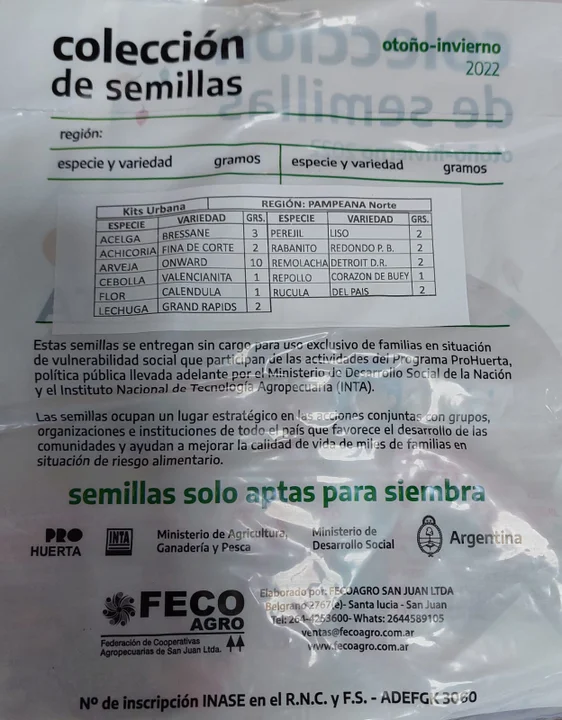 colección
de semillas
otoño-invierno
2022
región:
especie y variedad gramos especie y variedad gramos
Kits Urbana REGIÓN: PAMPEANA Norte
ESPECIE VARIEDAD GRS. ESPECIE VARIEDAD GRS.
ACELGA BRESSANE 3 PEREJIL LISO 2
ACHICORIA FINA DE CORTE 2 RABANITO REDONDO P. B. 2
ARVEJA ONWARD 10 REMOLACHA DETROIT D.R. 2
CEBOLLA VALENCIANITA 1 REPOLLO CORAZON DE BUEY 1
FLOR CALENDULA 1 RUCULA DEL PAIS 2
LECHUGA GRAND RAPIDS 2
Estas semillas se entregan sin cargo para uso exclusivo de familias en situación
de vulnerabilidad social que participan de las actividades del Programa ProHuerta,
política pública llevada adelante por el Ministerio de Desarrollo Social de la Nación
y el Instituto Nacional de Tecnología Agropecuaria (INTA).
Las semillas ocupan un lugar estratégico en las acciones conjuntas con grupos,
organizaciones e instituciones de todo el país que favorece el desarrollo de las
comunidades y ayudan a mejorar la calidad de vida de miles de familias en
situación de riesgo alimentario.
semillas solo aptas para siembra
PRO
HUERTA
INTA
Ministerio de Agricultura,
Ganadería y Pesca
Ministerio de
Desarrollo Social
Argentina
FECO
AGRO
Federación de Cooperativas
Agropecuarias de San Juan Ltda.
Elaborado por: FECOAGRO SAN JUAN LTDA
Belgrano 2767(e)- Santa lucia - San Juan
Tel: 264-4253600- Whats: 2644589105
ventas@fecoagro.com.ar
www.fecoagro.com.ar
Nº de inscripción INASE en el R.N.C. y F.S. - ADEFGK 3060